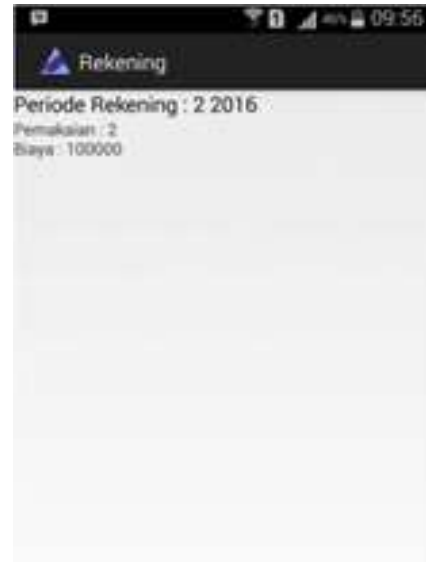 09:56
Rekening
Periode Rekening : 2 2016
Pemakaian : 2
Biaya : 100000